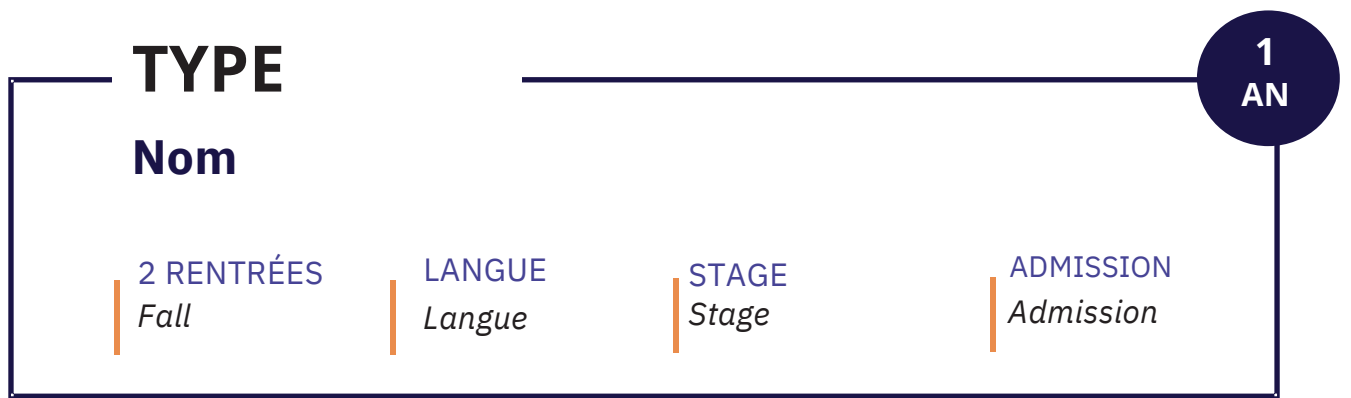 TYPE
1
AN
Nom
2 RENTRÉES
Fall
LANGUE
Langue
STAGE
Stage
ADMISSION
Admission